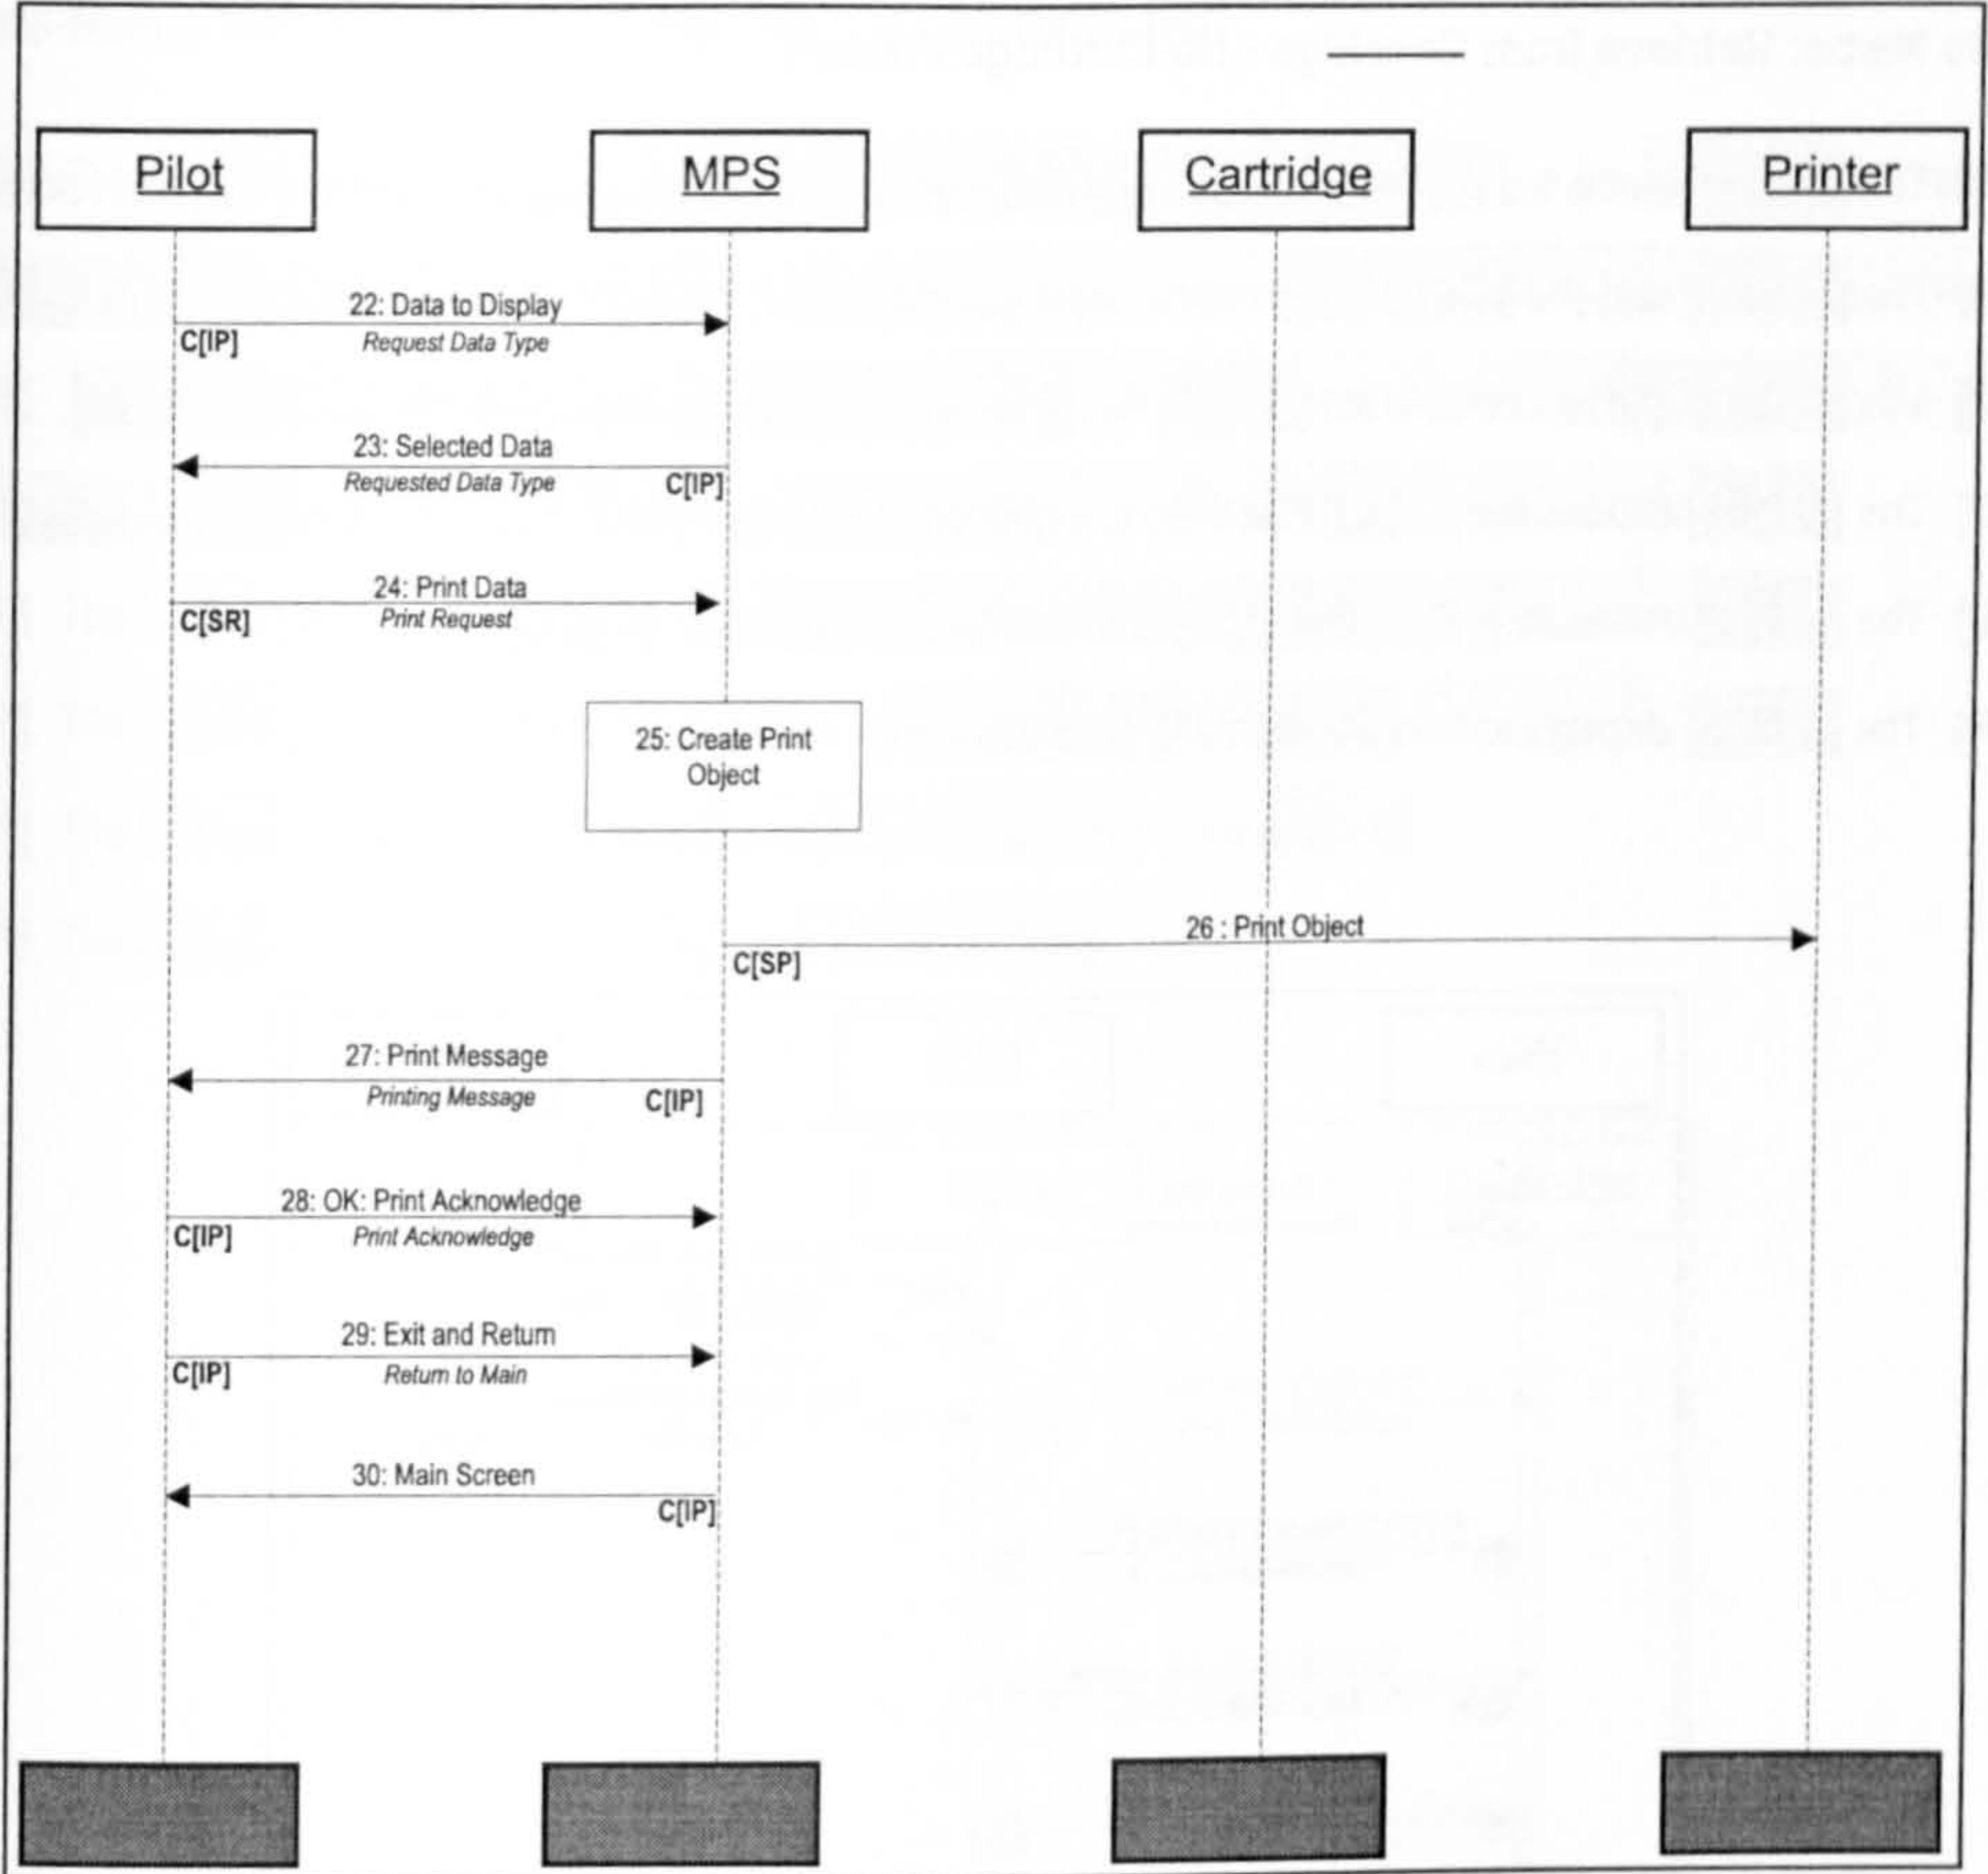 Pilot
MPS
Cartridge
Printer
22: Data to Display
C[IP]
Request Data Type
23: Selected Data
Requested Data Type
C[IP]
24: Print Data
C[SR]
Print Request
25: Create Print
Object
26 : Print Object
C[SP]
27: Print Message
Printing Message
C[IP]
28: OK: Print Acknowledge
C[IP]
Print Acknowledge
29: Exit and Return
C[IP]
Return to Main
30: Main Screen
C[IP]